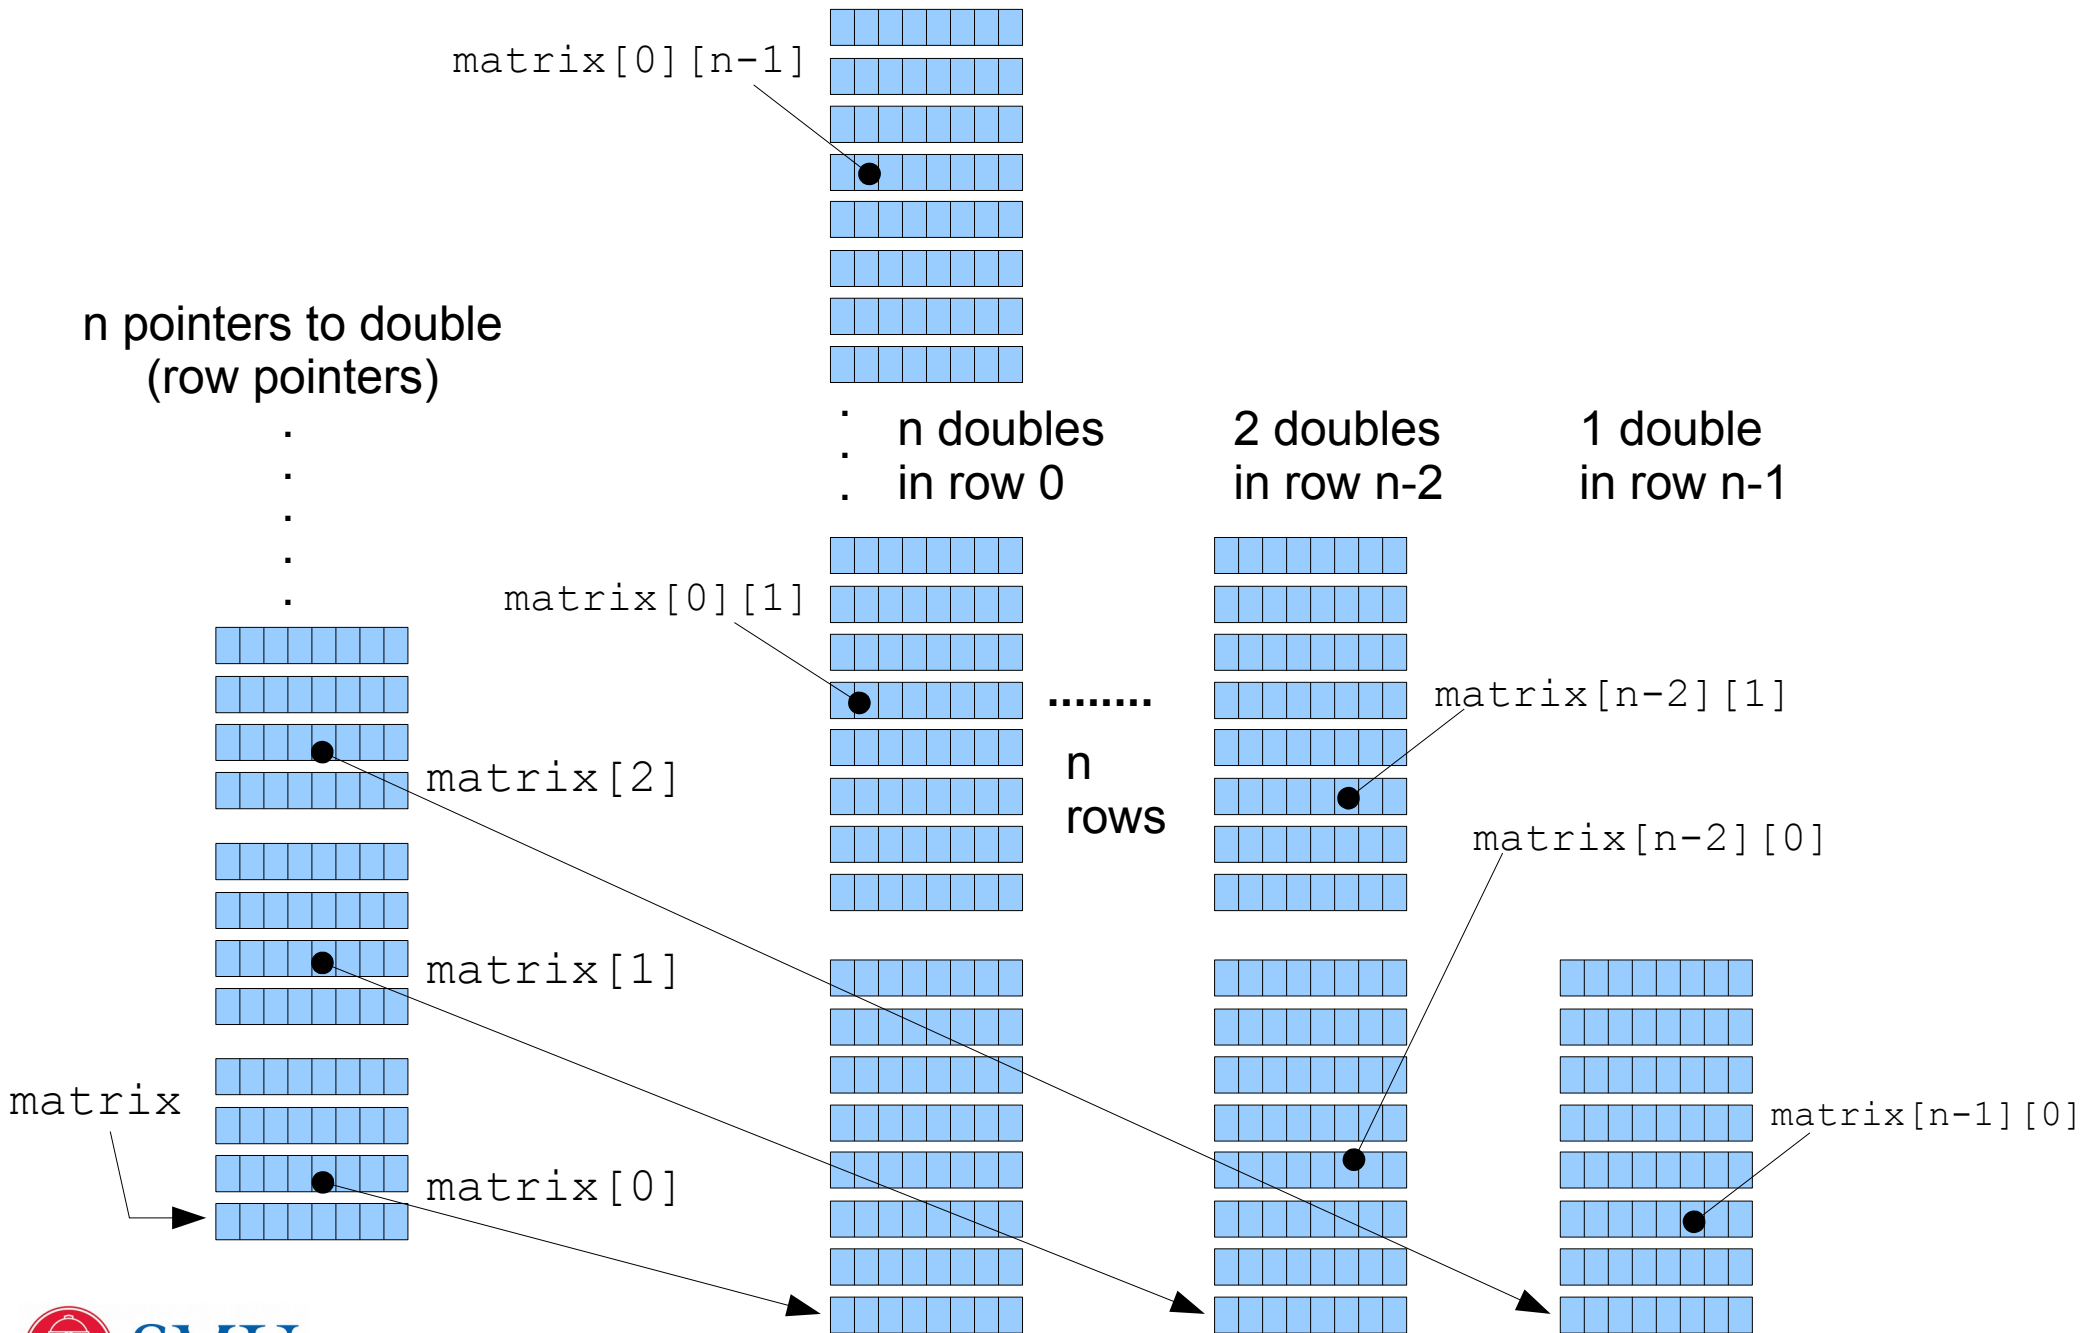 matrix[0][n-1]
n pointers to double
(row pointers)
n doubles
in row 0
2 doubles
in row n-2
1 double
in row n-1
matrix[0][1]
matrix[n-2][1]
matrix[2]
n
rows
matrix[n-2][0]
matrix[1]
matrix
matrix[n-1][0]
matrix[0]